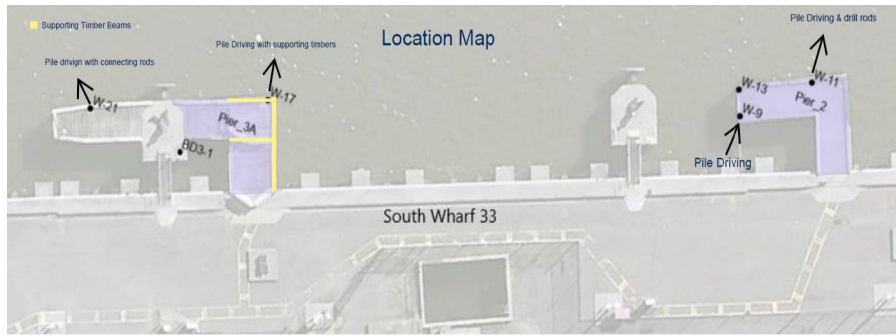 Supporting Timber Beams
Location Map
Pile Driving with supporting timbers
Pile Driving & drill rods
Pile drivign with connecting rods
W-21
W-17
Pier_3A
BD3-1
W-13
W-11
Pier_2
W-9
Pile Driving
South Wharf 33